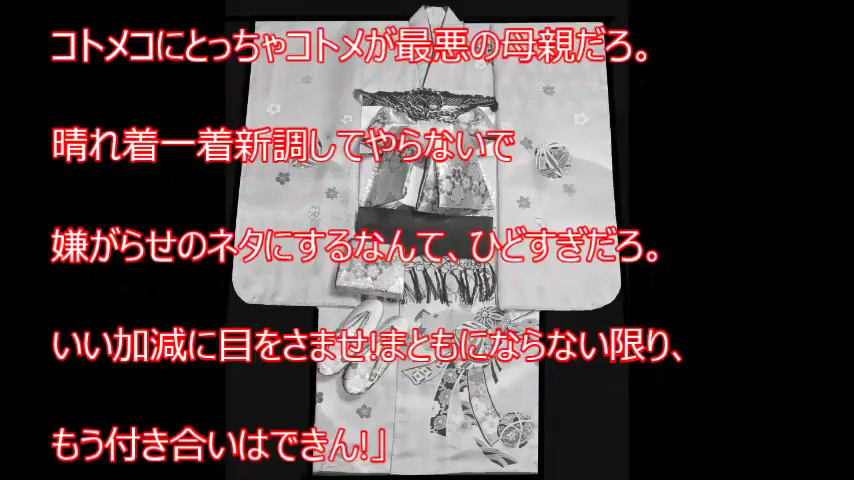 コトメコにとっちゃコトメが最悪の母親だろ。
晴れ着一着新調してやらないで
嫌がらせのネタにするなんて、ひどすぎだろ。
いい加減に目をさませ!まともにならない限り、
もう付き合いはできん!」